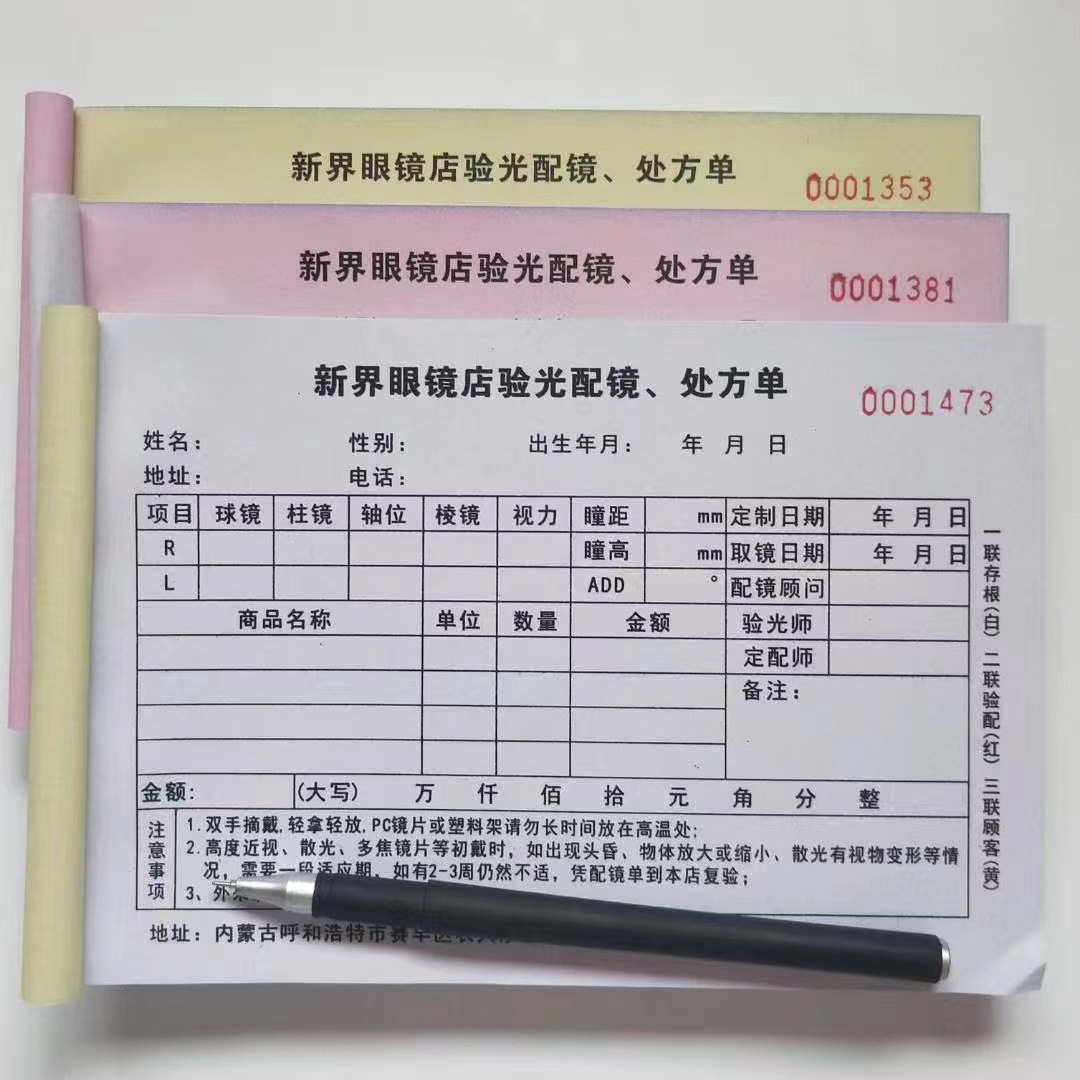 新界眼镜店验光配镜、处方单 0001353
新界眼镜店验光配镜、处方单 0001381
新界眼镜店验光配镜、处方单 0001473
姓名： 性别： 出生年月： 年 月 日
地址： 电话：
项目 球镜 柱镜 轴位 棱镜 视力 瞳距 mm 定制日期 年 月 日
R 瞳高 mm 取镜日期 年 月 日
L ADD ° 配镜顾问
商品名称 单位 数量 金额 验光师
定配师
备注：
金额: (大写) 万 仟 佰 拾 元 角 分 整
注意事项
1.双手摘戴,轻拿轻放,PC镜片或塑料架请勿长时间放在高温处;
2.高度近视、散光、多焦镜片等初戴时，如出现头昏、物体放大或缩小、散光有视物变形等情
况，需要一段适应期，如有2-3周仍然不适，凭配镜单到本店复验；
3、外
地址：内蒙古呼和浩特市赛罕区
一联存根(白) 二联验配(红) 三联顾客(黄)